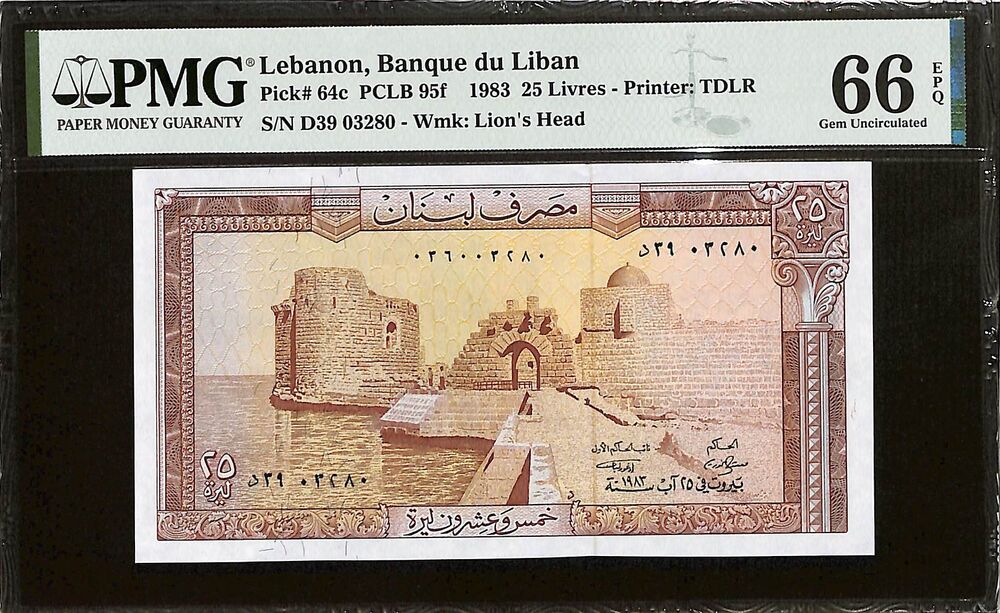 PMG® Lebanon, Banque du Liban
PAPER MONEY GUARANTY
Pick# 64c PCLB 95f 1983 25 Livres - Printer: TDLR
S/N D39 03280 - Wmk: Lion's Head
66 EPQ
Gem Uncirculated
مصرف لبنان
٢٥
ليرة
٠٣٦٠٠٣٢٨٠
د٣٩ ٠٣٢٨٠
الحاكم
نائب الحاكم الأول
بيروت في ٢٥ آب سنة ١٩٨٣
٢٥
ليرة
د٣٩ ٠٣٢٨٠
خمس وعشرون ليرة